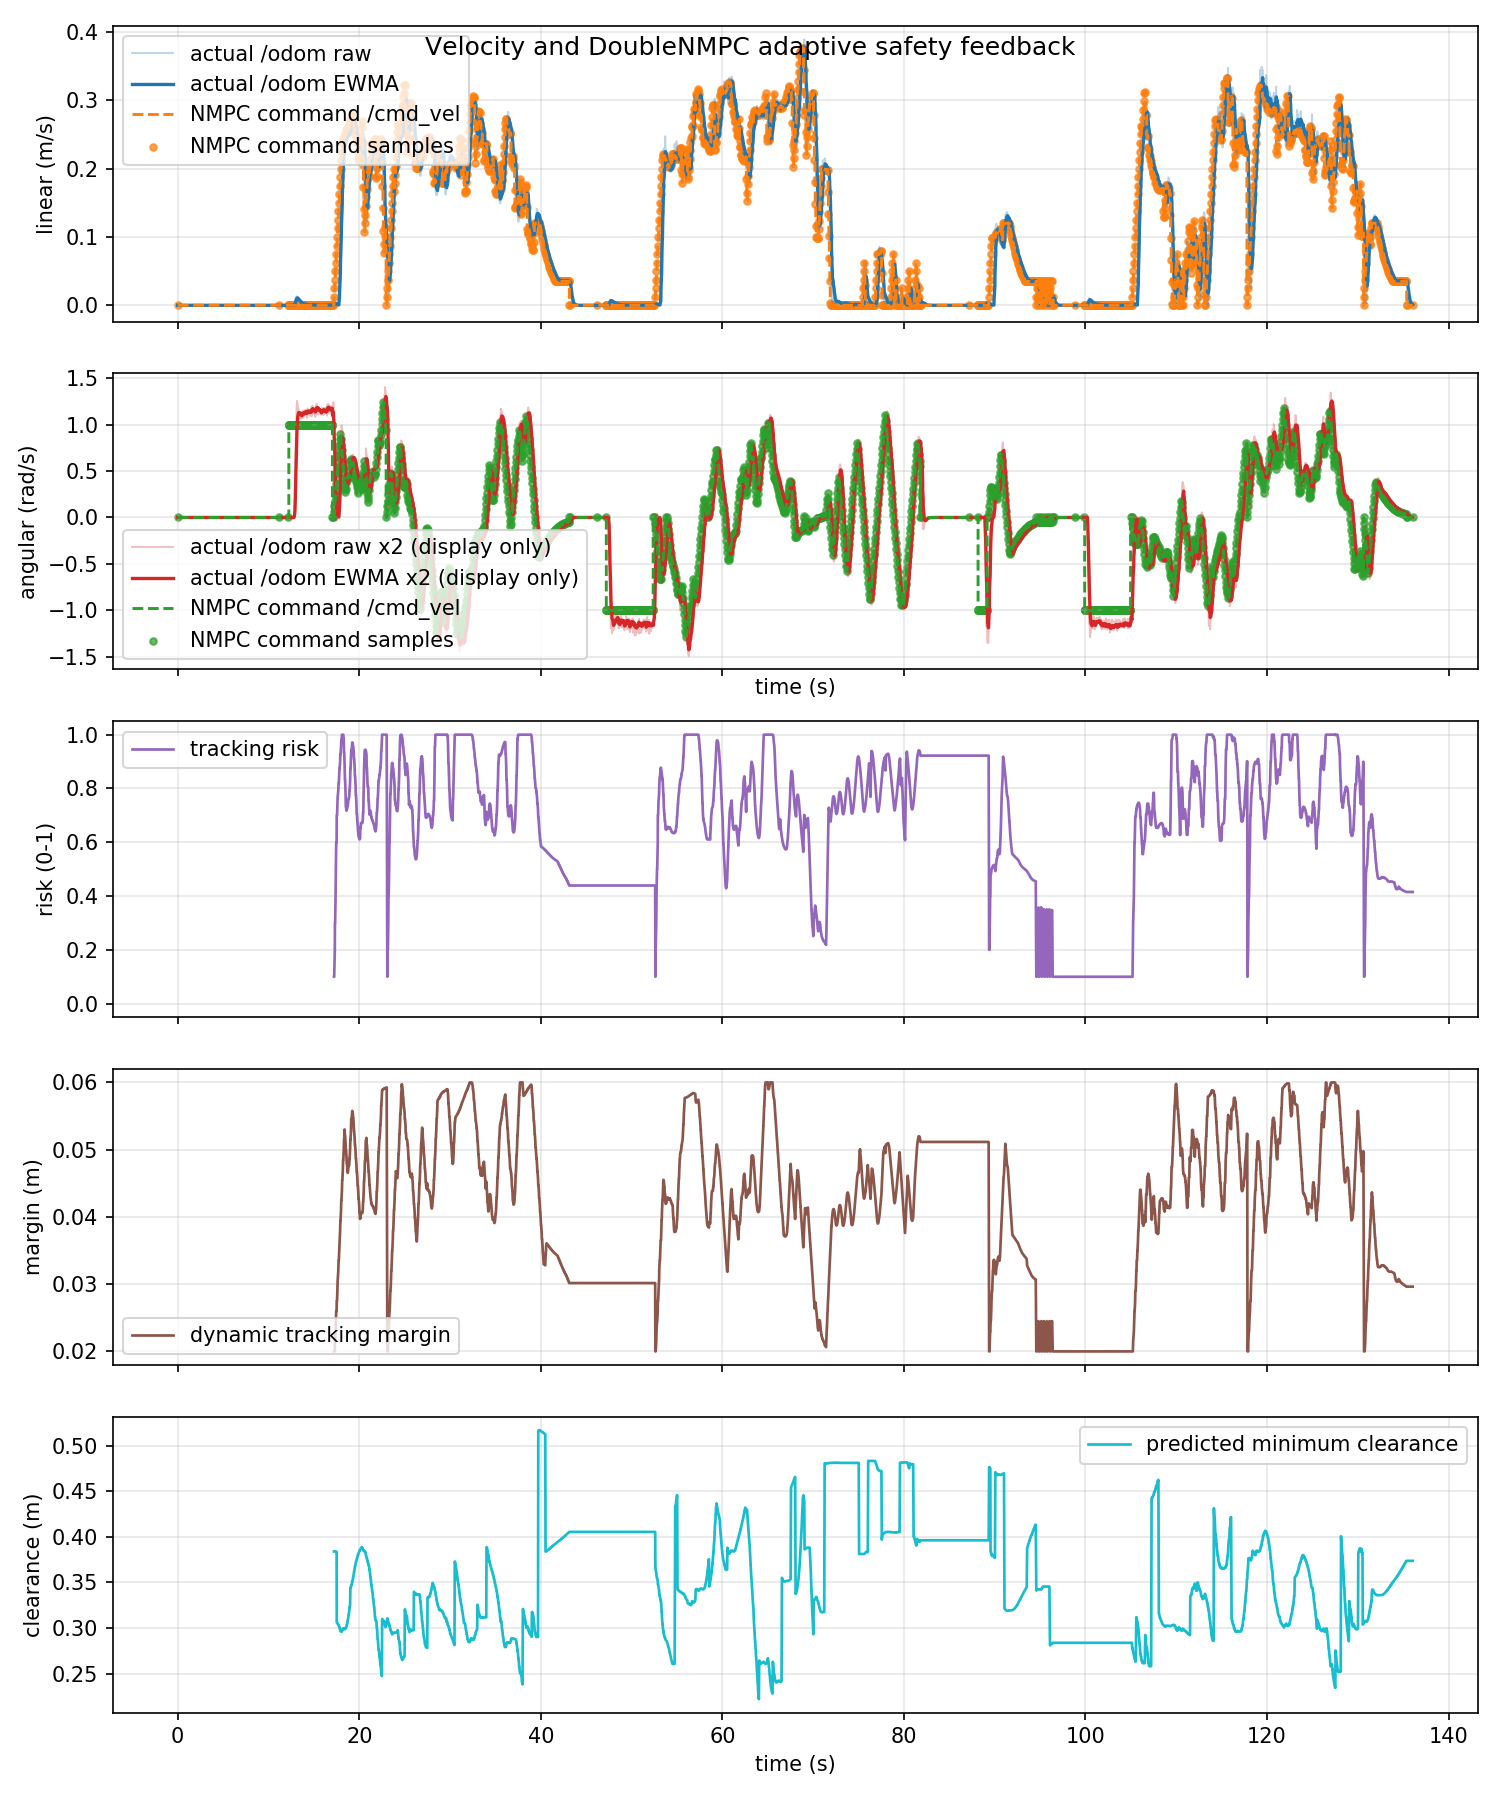 Velocity and DoubleNMPC adaptive safety feedback
0.4
0.3
0.2
0.1
0.0
linear (m/s)
actual /odom raw
actual /odom EWMA
NMPC command /cmd_vel
NMPC command samples
1.5
1.0
0.5
0.0
−0.5
−1.0
−1.5
angular (rad/s)
actual /odom raw x2 (display only)
actual /odom EWMA x2 (display only)
NMPC command /cmd_vel
NMPC command samples
time (s)
1.0
0.8
0.6
0.4
0.2
0.0
risk (0-1)
tracking risk
0.06
0.05
0.04
0.03
0.02
margin (m)
dynamic tracking margin
0.50
0.45
0.40
0.35
0.30
0.25
clearance (m)
predicted minimum clearance
0 20 40 60 80 100 120 140
time (s)